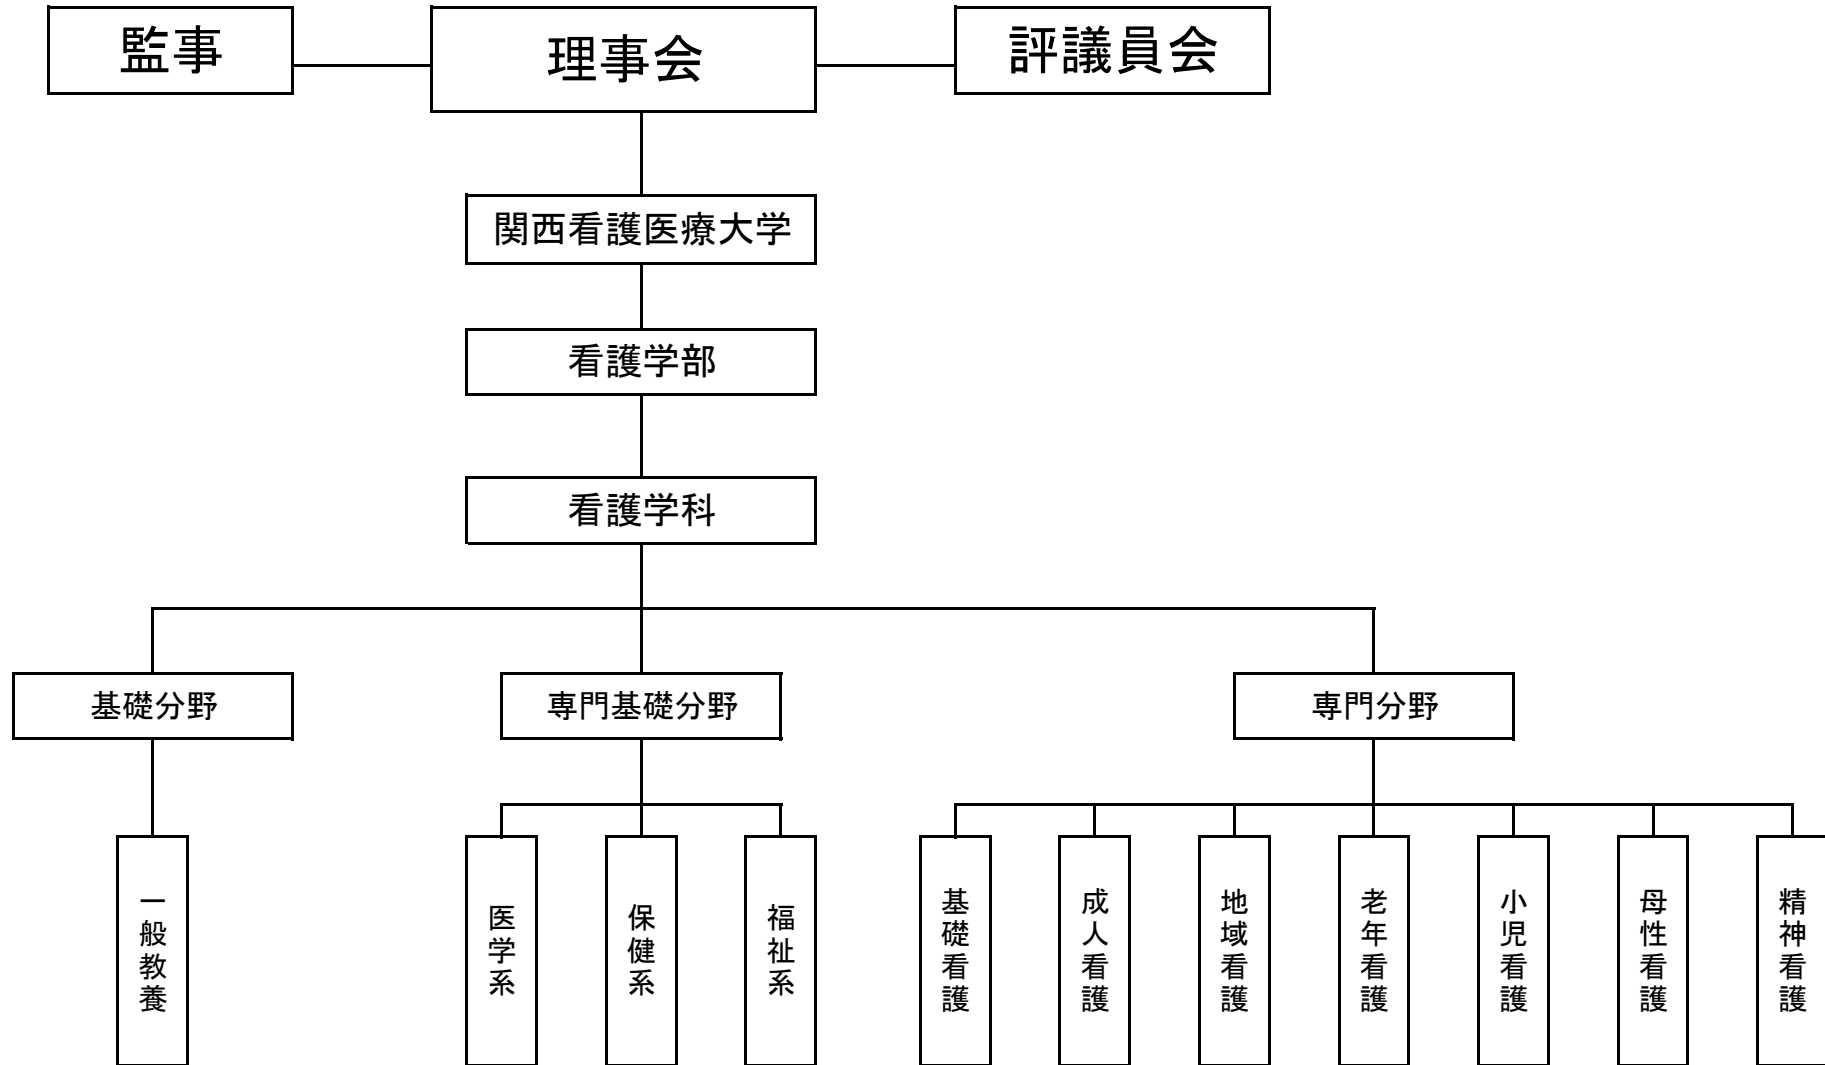 監事
理事会
評議員会
関西看護医療大学
看護学部
看護学科
基礎分野
専門基礎分野
専門分野
一般教養
医学系
保健系
福祉系
基礎看護
成人看護
地域看護
老年看護
小児看護
母性看護
精神看護